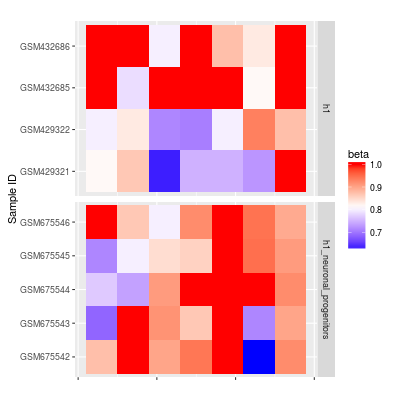 GSM432686
GSM432685
GSM429322
GSM429321
h1
GSM675546
GSM675545
GSM675544
GSM675543
GSM675542
h1_neuronal_progenitors
Sample ID
beta
1.0
0.9
0.8
0.7